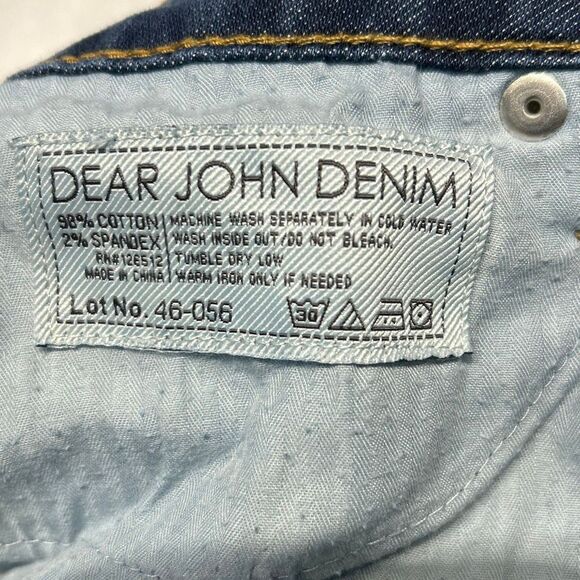 DEAR JOHN DENIM
98% COTTON
2% SPANDEX
RN#126512
MADE IN CHINA
MACHINE WASH SEPARATELY IN COLD WATER
WASH INSIDE OUT/DO NOT BLEACH.
TUMBLE DRY LOW
WARM IRON ONLY IF NEEDED
Lot No. 46-056
30